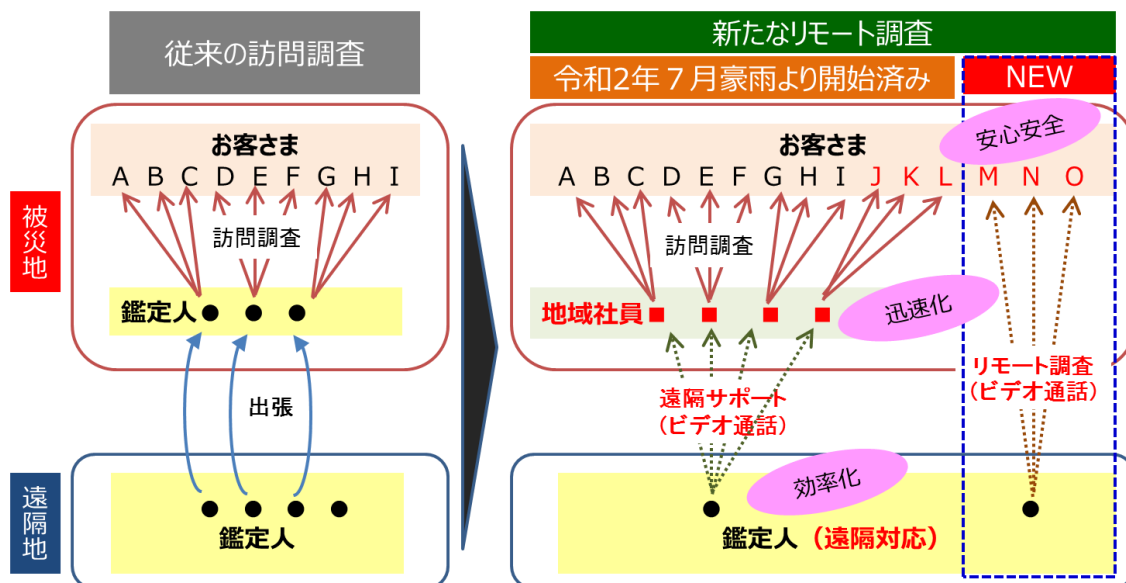 従来の訪問調査
新たなリモート調査
令和2年７月豪雨より開始済み
NEW
被災地
お客さま
A B C D E F G H I
訪問調査
鑑定人
出張
遠隔地
鑑定人
安心安全
お客さま
A B C D E F G H I J K L M N O
訪問調査
地域社員
迅速化
遠隔サポート
（ビデオ通話）
リモート調査
（ビデオ通話）
効率化
鑑定人（遠隔対応）